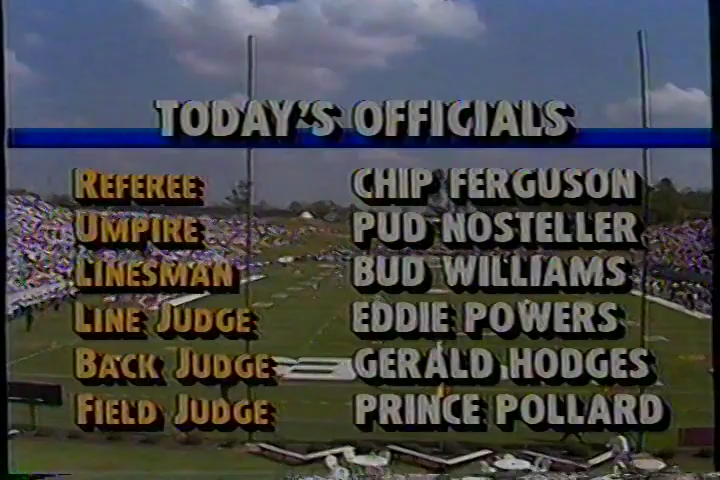 TODAY'S OFFICIALS
REFEREE CHIP FERGUSON
UMPIRE PUD NOSTELLER
LINESMAN BUD WILLIAMS
LINE JUDGE EDDIE POWERS
BACK JUDGE GERALD HODGES
FIELD JUDGE PRINCE POLLARD